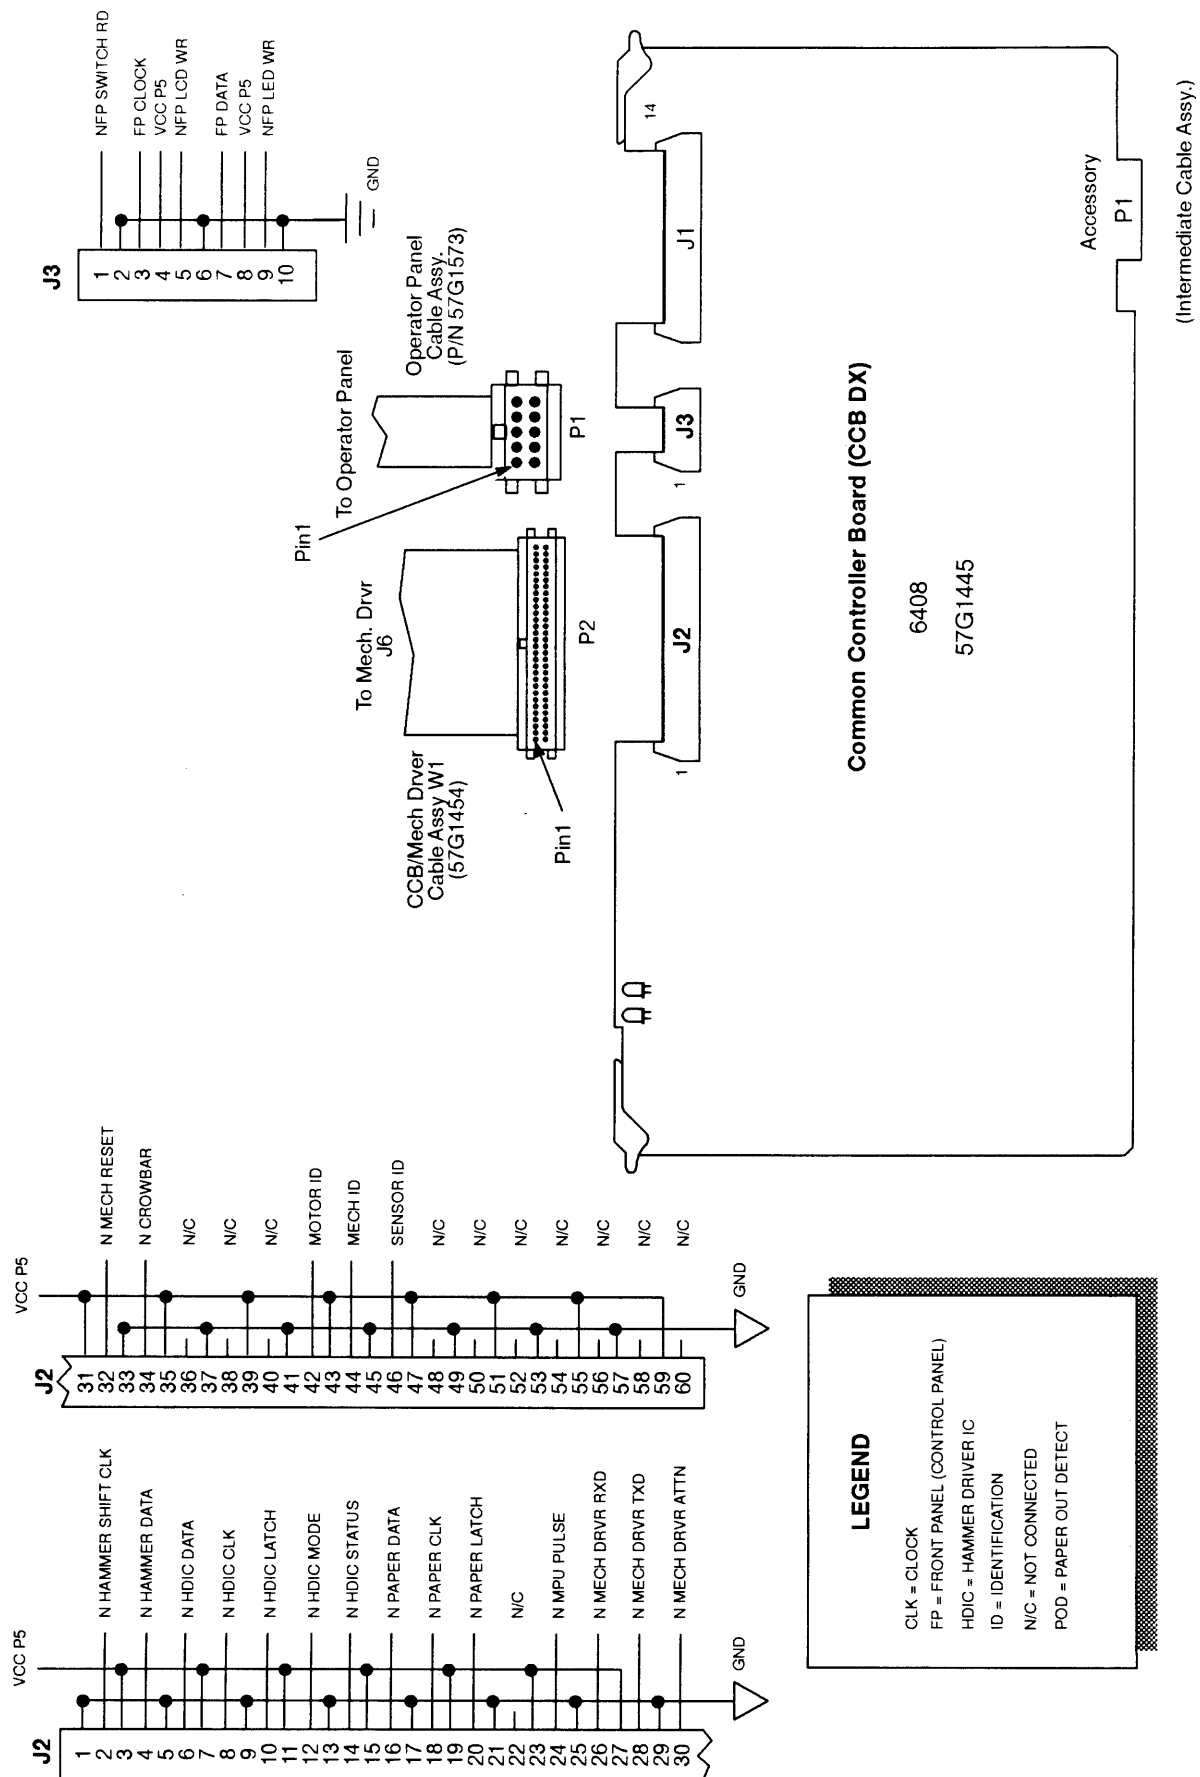 J2
VCC P5
1
2 N HAMMER SHIFT CLK
3
4 N HAMMER DATA
5
6 N HDIC DATA
7
8 N HDIC CLK
9
10 N HDIC LATCH
11
12 N HDIC MODE
13
14 N HDIC STATUS
15
16 N PAPER DATA
17
18 N PAPER CLK
19
20 N PAPER LATCH
21
22 N/C
23
24 N MPU PULSE
25
26 N MECH DRVR RXD
27
28 N MECH DRVR TXD
29
30 N MECH DRVR ATTN
GND
J2
VCC P5
31
32 N MECH RESET
33
34 N CROWBAR
35
36 N/C
37
38 N/C
39
40 N/C
41
42 MOTOR ID
43
44 MECH ID
45
46 SENSOR ID
47
48 N/C
49
50 N/C
51
52 N/C
53
54 N/C
55
56 N/C
57
58 N/C
59
60 N/C
GND
J3
1 NFP SWITCH RD
2
3 FP CLOCK
4 VCC P5
5 NFP LCD WR
6
7 FP DATA
8 VCC P5
9 NFP LED WR
10
GND
To Mech. Drvr
J6
CCB/Mech Drver
Cable Assy W1
(57G1454)
Pin1
P2
Pin1
To Operator Panel
Operator Panel
Cable Assy.
(P/N 57G1573)
P1
1
J2
1
J3
J1
14
Common Controller Board (CCB DX)
6408
57G1445
Accessory
P1
(Intermediate Cable Assy.)
LEGEND
CLK = CLOCK
FP = FRONT PANEL (CONTROL PANEL)
HDIC = HAMMER DRIVER IC
ID = IDENTIFICATION
N/C = NOT CONNECTED
POD = PAPER OUT DETECT